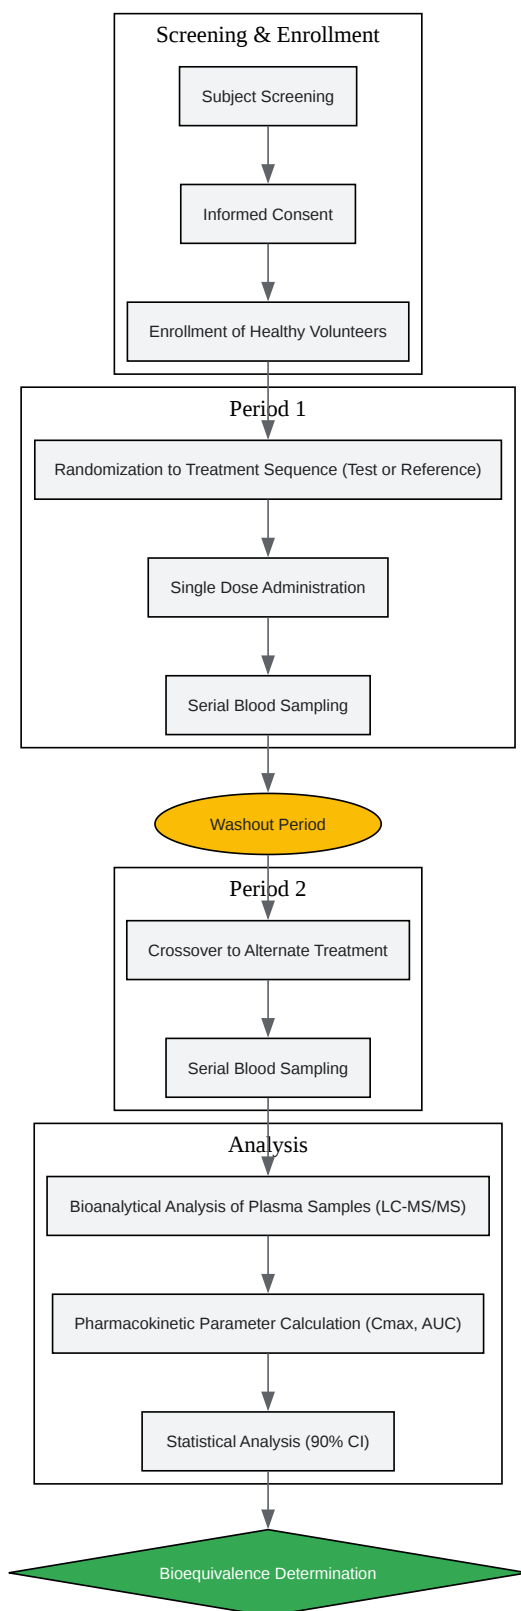 Screening & Enrollment
Subject Screening
Informed Consent
Enrollment of Healthy Volunteers
Period 1
Randomization to Treatment Sequence (Test or Reference)
Single Dose Administration
Serial Blood Sampling
Washout Period
Period 2
Crossover to Alternate Treatment
Serial Blood Sampling
Analysis
Bioanalytical Analysis of Plasma Samples (LC-MS/MS)
Pharmacokinetic Parameter Calculation (Cmax, AUC)
Statistical Analysis (90% CI)
Bioequivalence Determination